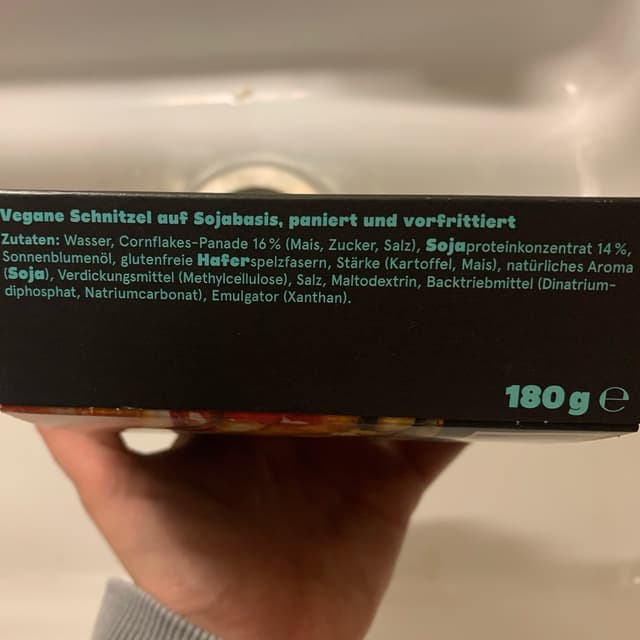 Vegane Schnitzel auf Sojabasis, paniert und vorfrittiert
Zutaten: Wasser, Cornflakes-Panade 16 % (Mais, Zucker, Salz), Sojaproteinkonzentrat 14 %,
Sonnenblumenöl, glutenfreie Haferspelzfasern, Stärke (Kartoffel, Mais), natürliches Aroma
(Soja), Verdickungsmittel (Methylcellulose), Salz, Maltodextrin, Backtriebmittel (Dinatrium-
diphosphat, Natriumcarbonat), Emulgator (Xanthan).
180 g ℮